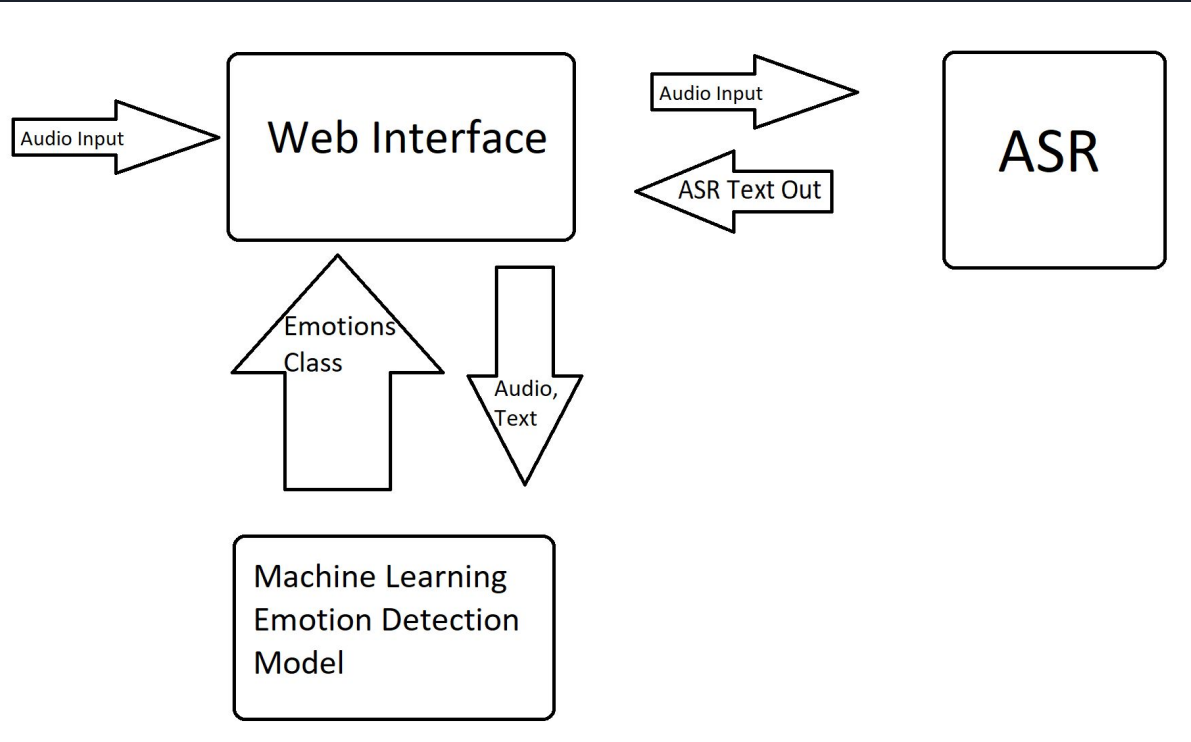 Audio Input
Web Interface
Audio Input
ASR Text Out
ASR
Emotions
Class
Audio,
Text
Machine Learning
Emotion Detection
Model